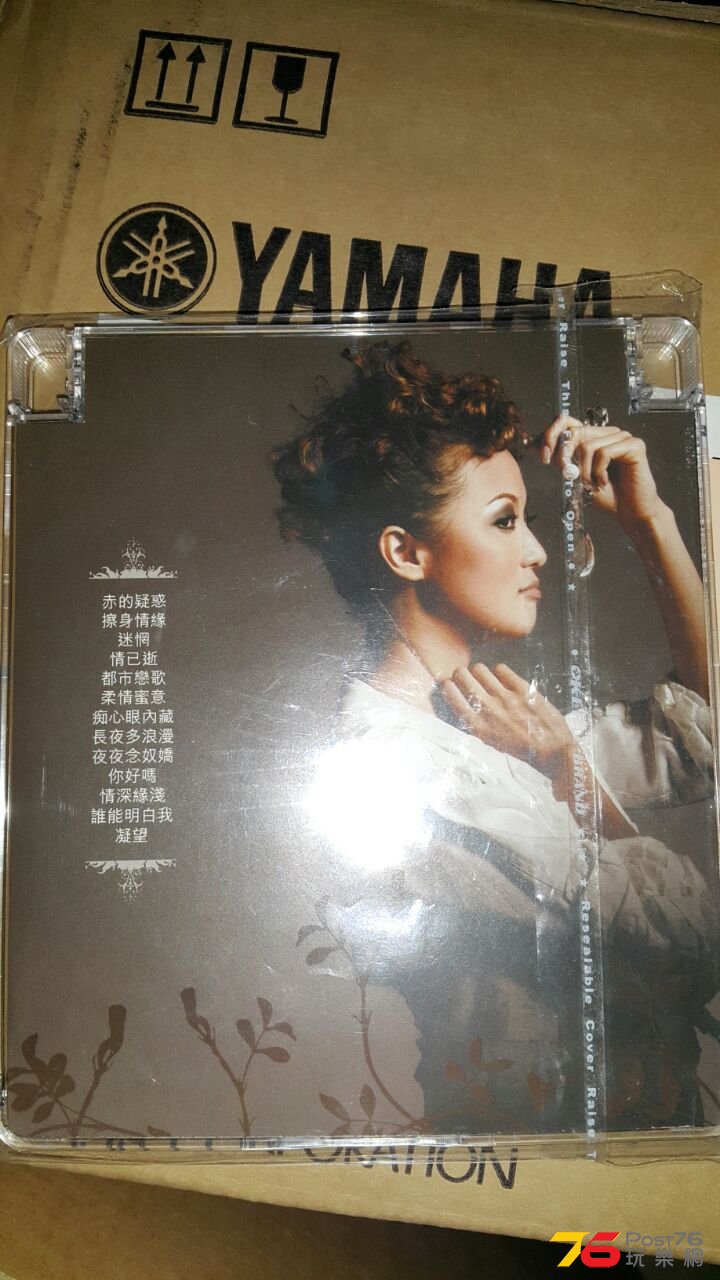 YAMAHA
er Raise This Fl To Open
Resealable Cover Raise T
赤的疑惑
擦身情緣
迷惘
情已逝
都市戀歌
柔情蜜意
痴心眼內藏
長夜多浪漫
夜夜念奴嬌
你好嗎
情深緣淺
誰能明白我
凝望
ORATION
76 Post76
玩樂網